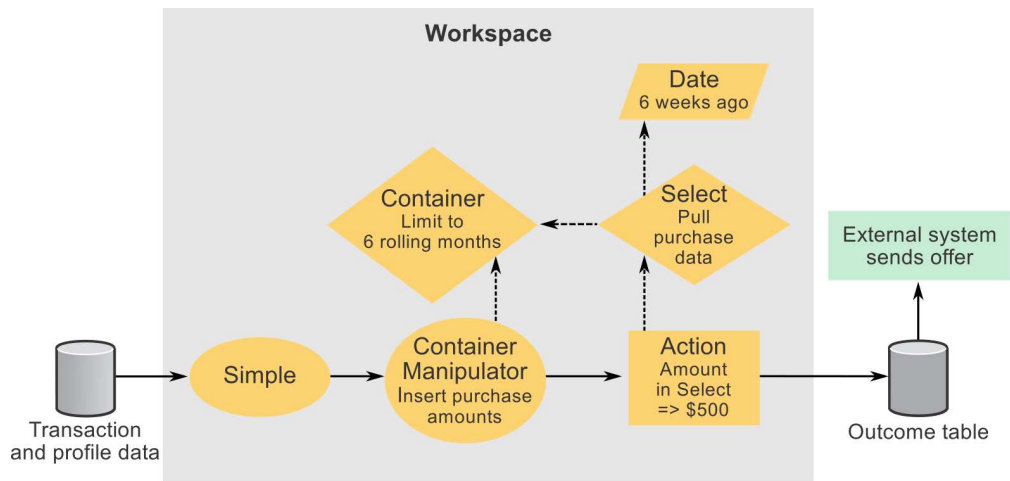 Workspace
Date
6 weeks ago
Container
Limit to
6 rolling months
Select
Pull
purchase
data
External system
sends offer
Simple
Container
Manipulator
Insert purchase
amounts
Action
Amount
in Select
=> $500
Transaction
and profile data
Outcome table